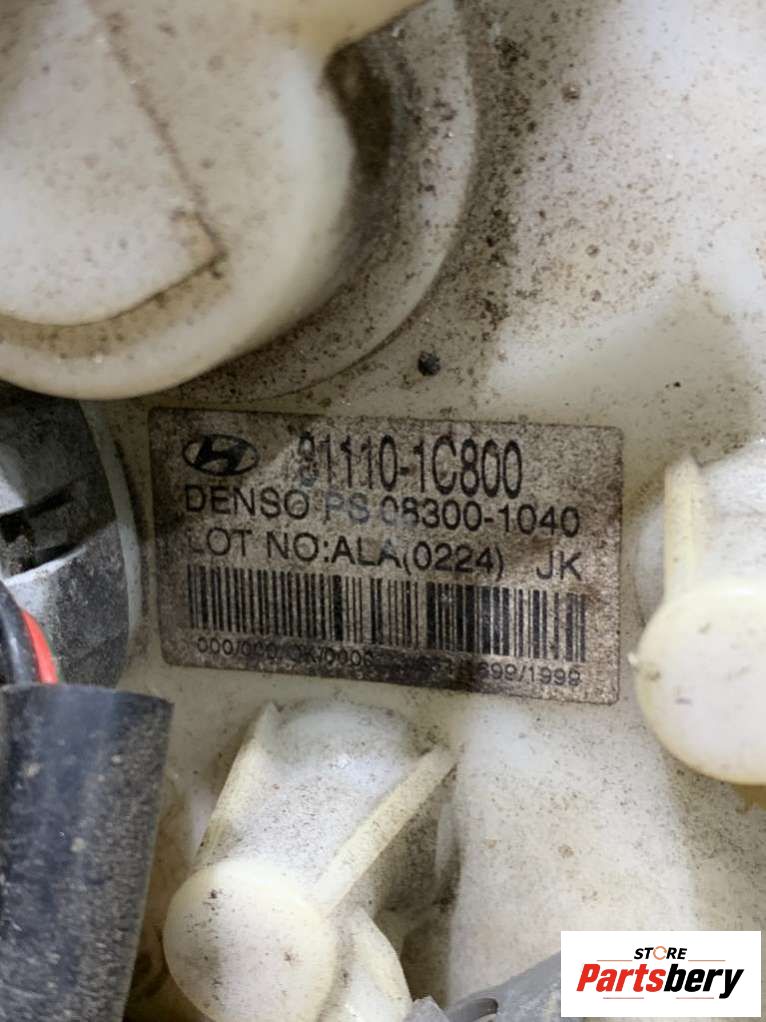 31110-1C800
DENSO PS 08300-1040
LOT NO:ALA(0224) JK
STORE
Partsbery